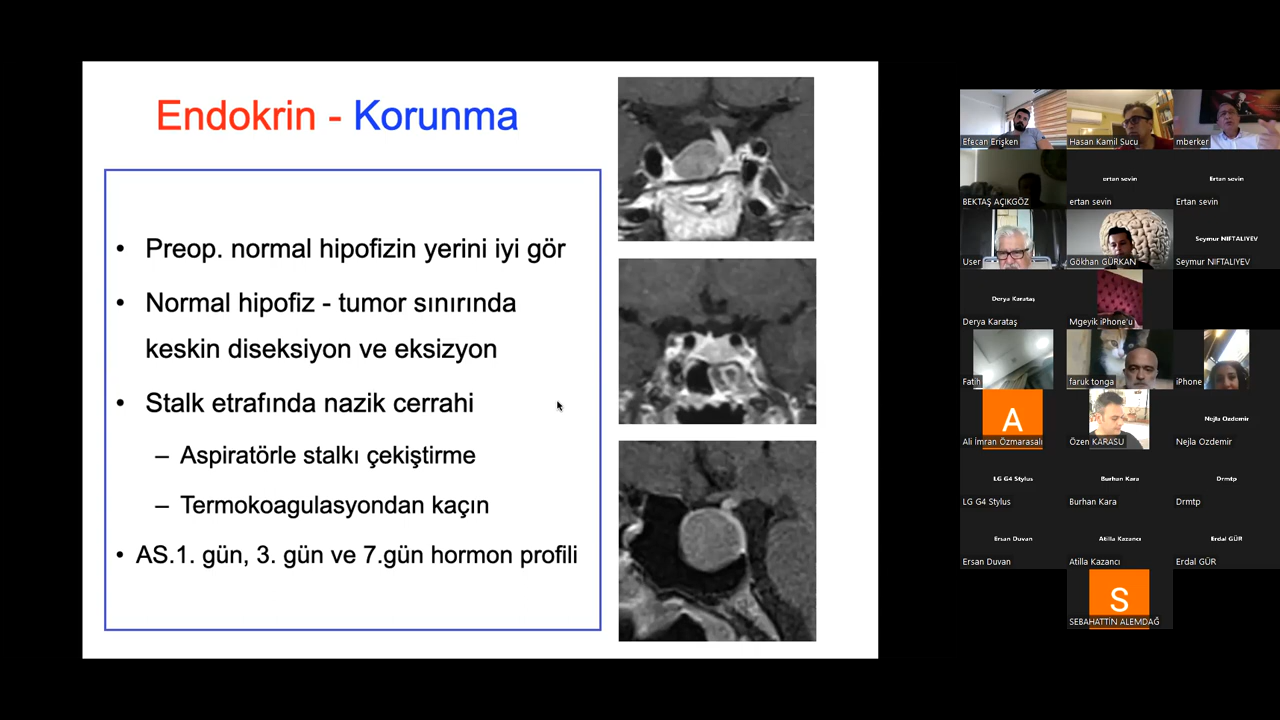 Endokrin - Korunma
• Preop. normal hipofizin yerini iyi gör
• Normal hipofiz - tumor sınırında
keskin diseksiyon ve eksizyon
• Stalk etrafında nazik cerrahi
– Aspiratörle stalkı çekiştirme
– Termokoagulasyondan kaçın
• AS.1. gün, 3. gün ve 7.gün hormon profili
Efecan Erişken
Hasan Kamil Sucu
mberker
BEKTAŞ AÇIKGÖZ
ertan sevin
ertan sevin
Ertan sevin
Ertan sevin
User
Gökhan GÜRKAN
Seymur NIFTALIYEV
Seymur NIFTALIYEV
Derya Karataş
Derya Karataş
Mgeyik iPhone'u
Fatih
faruk tonga
iPhone
A
Ali İmran Özmarasalı
Özen KARASU
Nejla Ozdemir
Nejla Ozdemir
LG G4 Stylus
LG G4 Stylus
Burhan Kara
Burhan Kara
Drmtp
Drmtp
Ersan Duvan
Ersan Duvan
Atilla Kazancı
Atilla Kazancı
Erdal GÜR
Erdal GÜR
S
SEBAHATTİN ALEMDAĞ